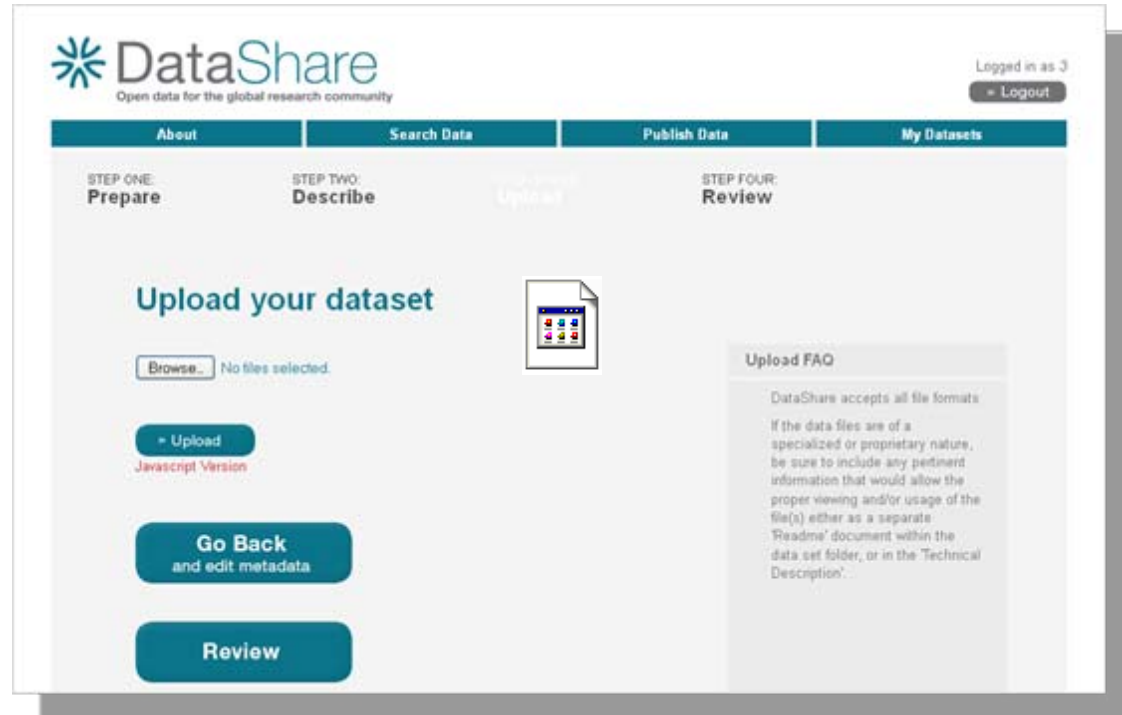 DataShare
Open data for the global research community
Logged in as 3
» Logout
About
Search Data
Publish Data
My Datasets
STEP ONE:
Prepare
STEP TWO:
Describe
Upload
STEP FOUR:
Review
Upload your dataset
Browse... No files selected.
» Upload
Javascript Version
Go Back
and edit metadata
Review
Upload FAQ
DataShare accepts all file formats
If the data files are of a
specialized or proprietary nature,
be sure to include any pertinent
information that would allow the
proper viewing and/or usage of the
file(s) either as a separate
'Readme' document within the
data set folder, or in the 'Technical
Description'.